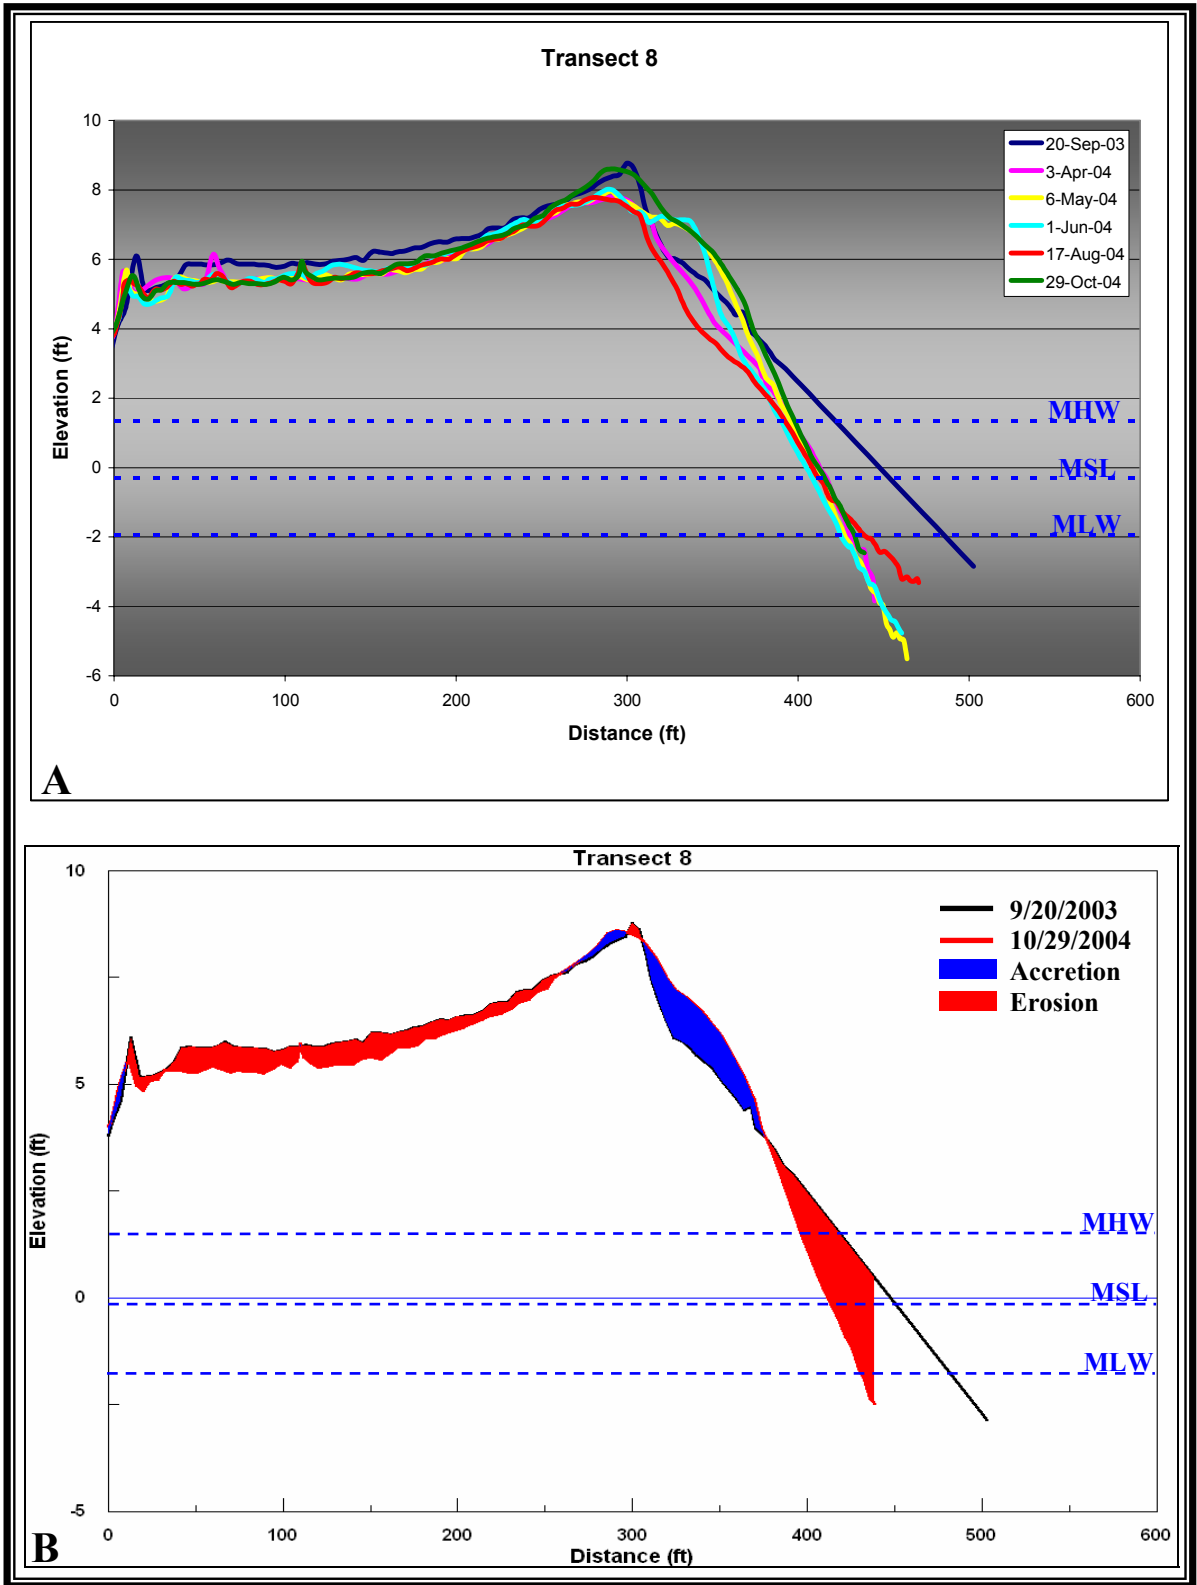 Transect 8
10
8
6
4
2
0
-2
-4
-6
Elevation (ft)
20-Sep-03
3-Apr-04
6-May-04
1-Jun-04
17-Aug-04
29-Oct-04
MHW
MSL
MLW
0 100 200 300 400 500 600
Distance (ft)
A
Transect 8
10
5
0
-5
Elevation (ft)
9/20/2003
10/29/2004
Accretion
Erosion
MHW
MSL
MLW
0 100 200 300 400 500 600
Distance (ft)
B